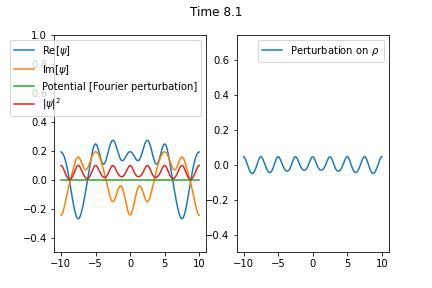 Time 8.1
1.0
0.8
0.6
0.4
0.2
0.0
−0.2
−0.4
Re[ψ]
Im[ψ]
Potential [Fourier perturbation]
|ψ|²
−10 −5 0 5 10
0.6
0.4
0.2
0.0
−0.2
−0.4
Perturbation on ρ
−10 −5 0 5 10